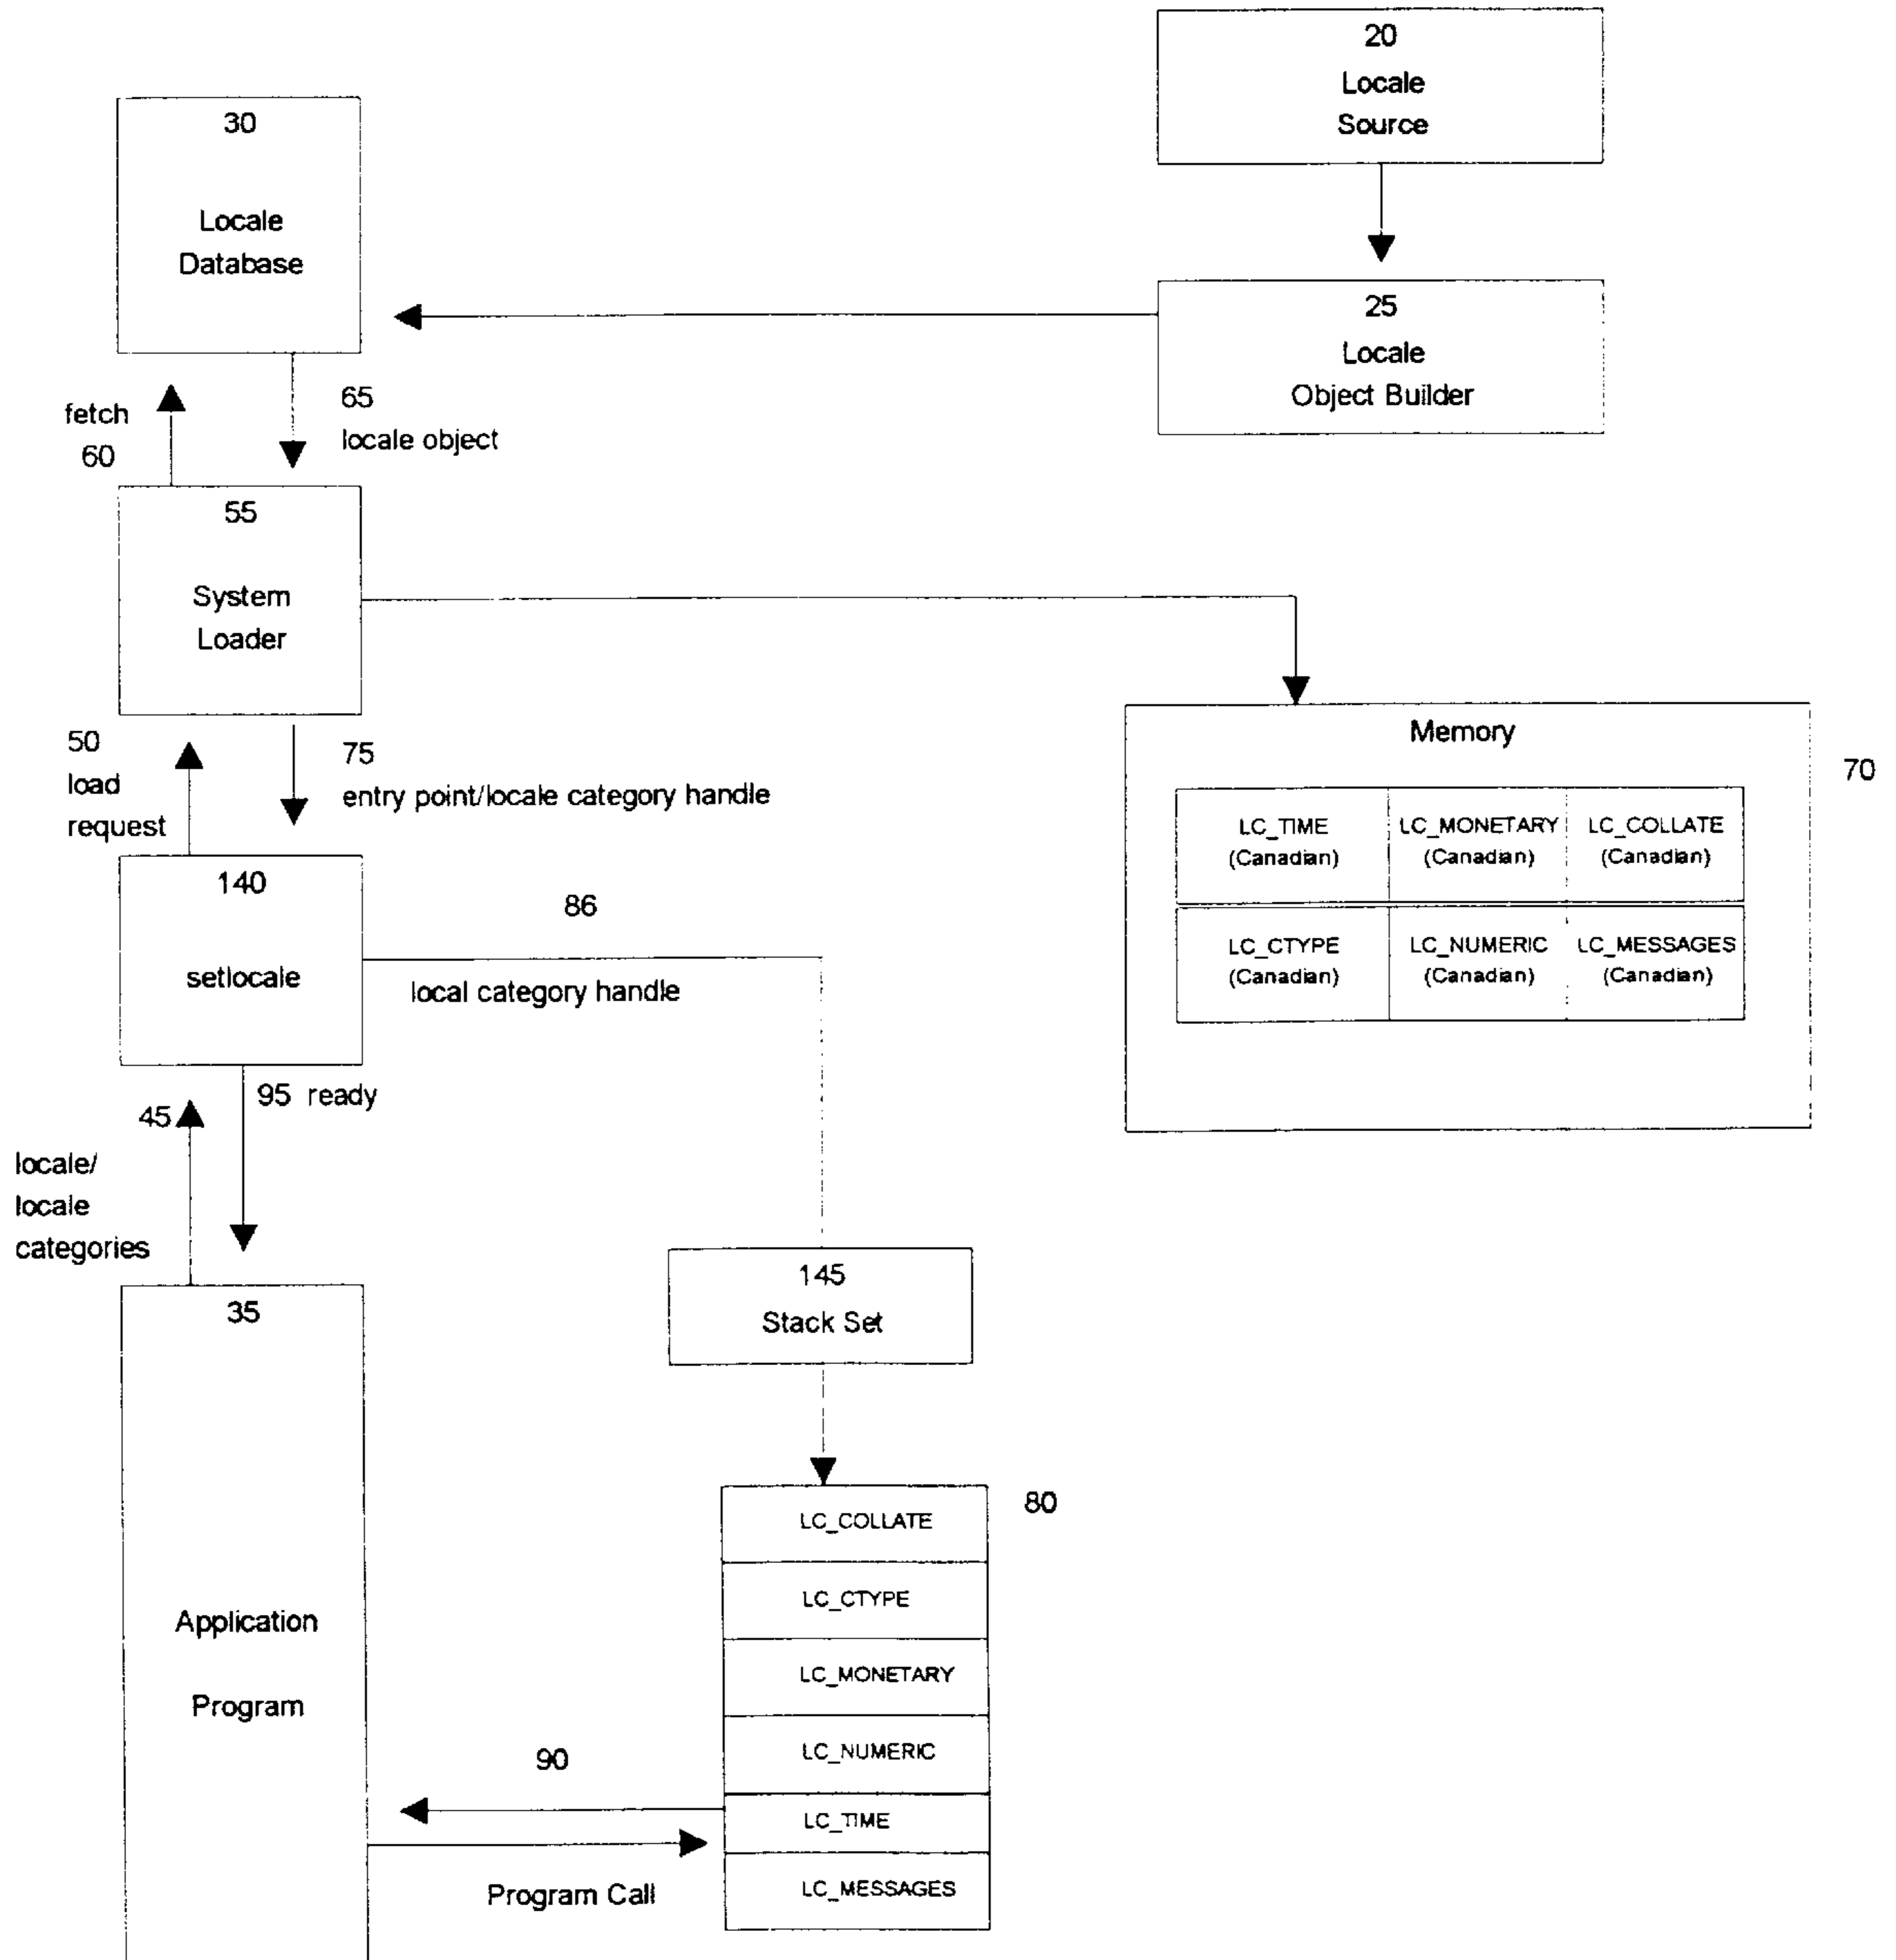 20
Locale
Source
30
Locale
Database
25
Locale
Object Builder
fetch
60
65
locale object
55
System
Loader
50
load
request
75
entry point/locale category handle
Memory
70
LC_TIME
(Canadian)
LC_MONETARY
(Canadian)
LC_COLLATE
(Canadian)
LC_CTYPE
(Canadian)
LC_NUMERIC
(Canadian)
LC_MESSAGES
(Canadian)
140
setlocale
86
local category handle
95 ready
45
locale/
locale
categories
145
Stack Set
35
Application
Program
80
LC_COLLATE
LC_CTYPE
LC_MONETARY
LC_NUMERIC
LC_TIME
LC_MESSAGES
90
Program Call